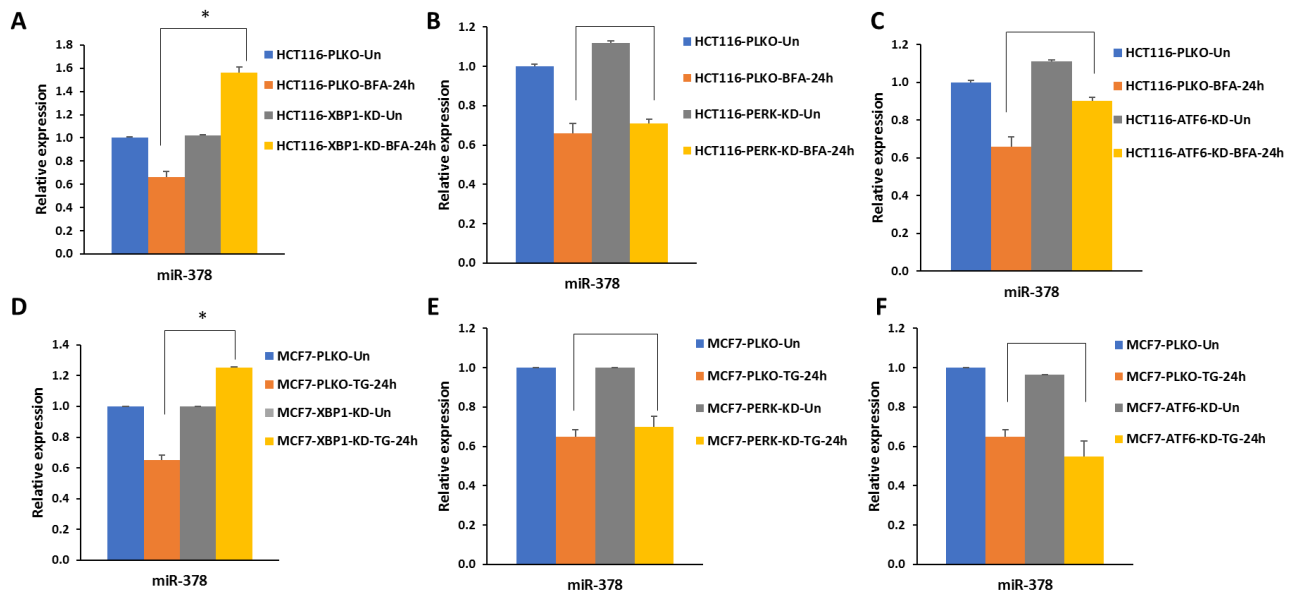 A
*
Relative expression
1.8
1.6
1.4
1.2
1.0
0.8
0.6
0.4
0.2
0.0
miR-378
HCT116-PLKO-Un
HCT116-PLKO-BFA-24h
HCT116-XBP1-KD-Un
HCT116-XBP1-KD-BFA-24h
B
Relative expression
1.2
1.0
0.8
0.6
0.4
0.2
0.0
miR-378
HCT116-PLKO-Un
HCT116-PLKO-BFA-24h
HCT116-PERK-KD-Un
HCT116-PERK-KD-BFA-24h
C
Relative expression
1.2
1.0
0.8
0.6
0.4
0.2
0.0
miR-378
HCT116-PLKO-Un
HCT116-PLKO-BFA-24h
HCT116-ATF6-KD-Un
HCT116-ATF6-KD-BFA-24h
D
*
Relative expression
1.4
1.2
1.0
0.8
0.6
0.4
0.2
0.0
miR-378
MCF7-PLKO-Un
MCF7-PLKO-TG-24h
MCF7-XBP1-KD-Un
MCF7-XBP1-KD-TG-24h
E
Relative expression
1.2
1.0
0.8
0.6
0.4
0.2
0.0
miR-378
MCF7-PLKO-Un
MCF7-PLKO-TG-24h
MCF7-PERK-KD-Un
MCF7-PERK-KD-TG-24h
F
Relative expression
1.2
1.0
0.8
0.6
0.4
0.2
0.0
miR-378
MCF7-PLKO-Un
MCF7-PLKO-TG-24h
MCF7-ATF6-KD-Un
MCF7-ATF6-KD-TG-24h